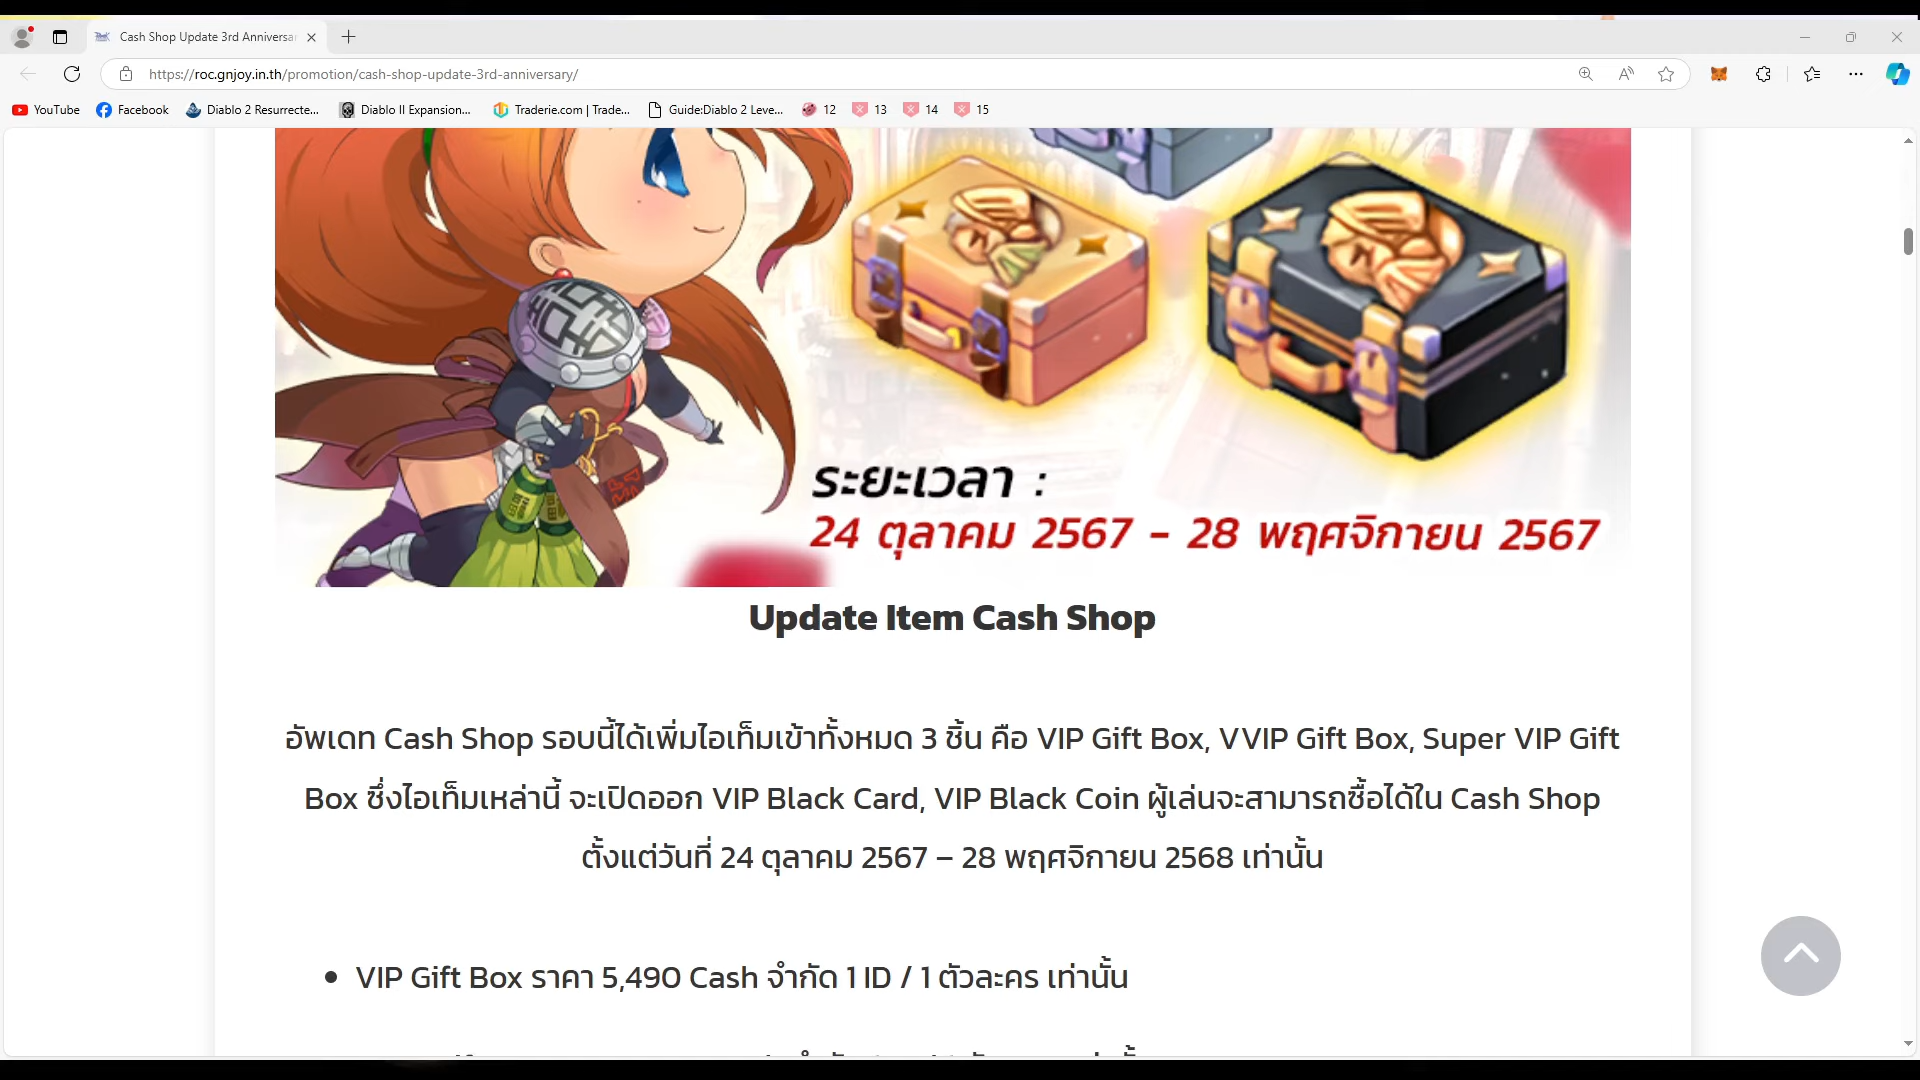 Cash Shop Update 3rd Anniversa
https://roc.gnjoy.in.th/promotion/cash-shop-update-3rd-anniversary/
YouTube Facebook Diablo 2 Resurrecte... Diablo II Expansion... Traderie.com | Trade... Guide:Diablo 2 Leve... 12 13 14 15
ระยะเวลา :
24 ตุลาคม 2567 - 28 พฤศจิกายน 2567
Update Item Cash Shop
อัพเดท Cash Shop รอบนี้ได้เพิ่มไอเท็มเข้าทั้งหมด 3 ชิ้น คือ VIP Gift Box, VVIP Gift Box, Super VIP Gift
Box ซึ่งไอเท็มเหล่านี้ จะเปิดออก VIP Black Card, VIP Black Coin ผู้เล่นจะสามารถซื้อได้ใน Cash Shop
ตั้งแต่วันที่ 24 ตุลาคม 2567 – 28 พฤศจิกายน 2568 เท่านั้น
• VIP Gift Box ราคา 5,490 Cash จำกัด 1 ID / 1 ตัวละคร เท่านั้น